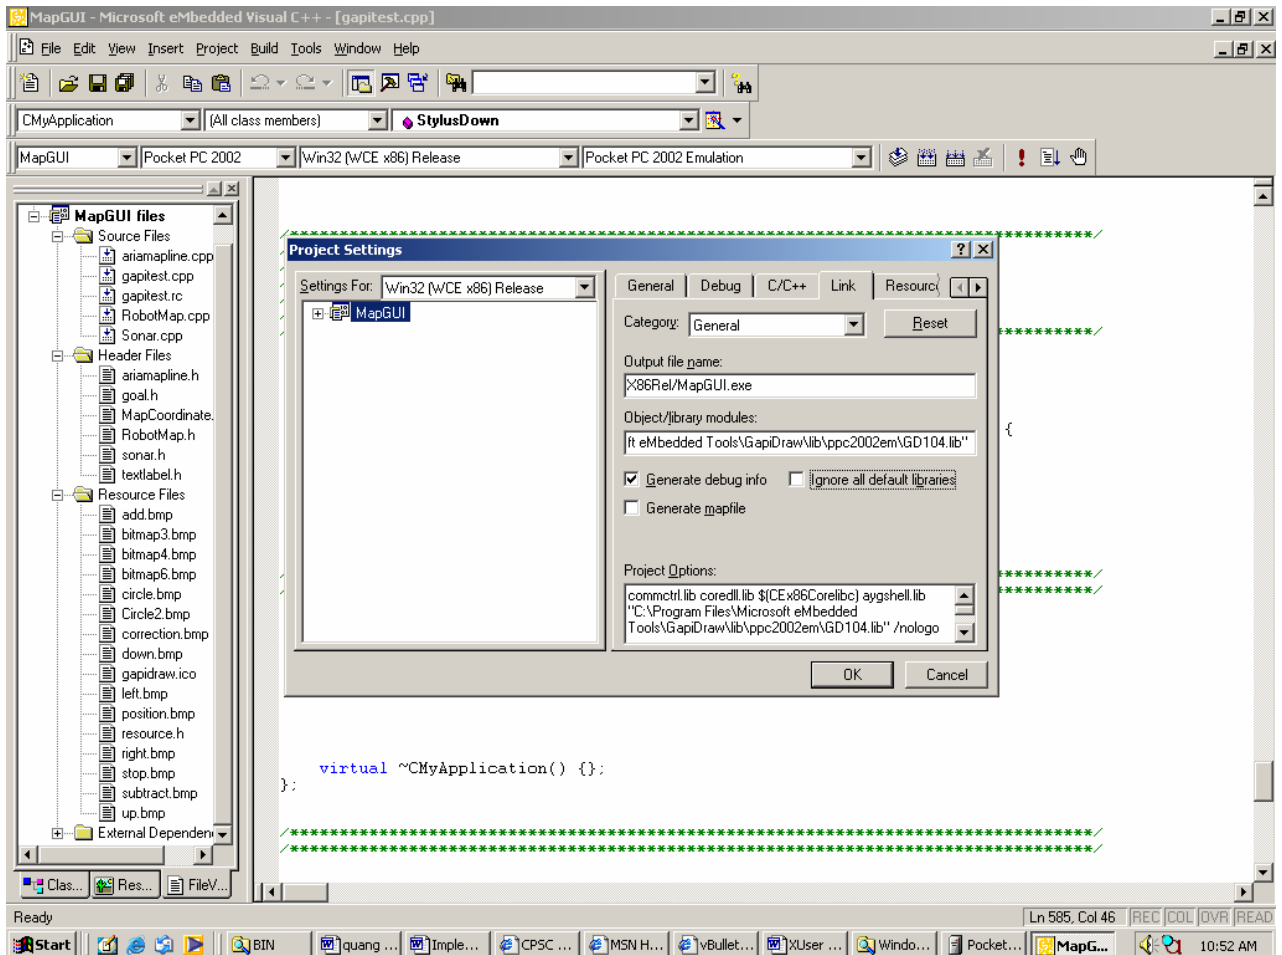 MapGUI - Microsoft eMbedded Visual C++ - [gapitest.cpp]
File Edit View Insert Project Build Tools Window Help
CMyApplication (All class members) StylusDown
MapGUI Pocket PC 2002 Win32 (WCE x86) Release Pocket PC 2002 Emulation
MapGUI files
Source Files
ariamapline.cpp
gapitest.cpp
gapitest.rc
RobotMap.cpp
Sonar.cpp
Header Files
ariamapline.h
goal.h
MapCoordinate.
RobotMap.h
sonar.h
textlabel.h
Resource Files
add.bmp
bitmap3.bmp
bitmap4.bmp
bitmap6.bmp
circle.bmp
Circle2.bmp
correction.bmp
down.bmp
gapidraw.ico
left.bmp
position.bmp
resource.h
right.bmp
stop.bmp
subtract.bmp
up.bmp
External Dependen
Clas... Res... FileV...
Project Settings
Settings For: Win32 (WCE x86) Release
MapGUI
General Debug C/C++ Link Resourc
Category: General Reset
Output file name:
X86Rel/MapGUI.exe
Object/library modules:
ft eMbedded Tools\GapiDraw\lib\ppc2002em\GD104.lib"
Generate debug info Ignore all default libraries
Generate mapfile
Project Options:
commctrl.lib coredll.lib $(CEx86Corelibc) aygshell.lib
"C:\Program Files\Microsoft eMbedded
Tools\GapiDraw\lib\ppc2002em\GD104.lib" /nologo
OK Cancel
{
virtual ~CMyApplication() {};
};
Ready Ln 585, Col 46 REC COL OVR READ
Start BIN quang ... Imple... CPSC ... MSN H... vBullet... XUser ... Windo... Pocket... MapG... 10:52 AM